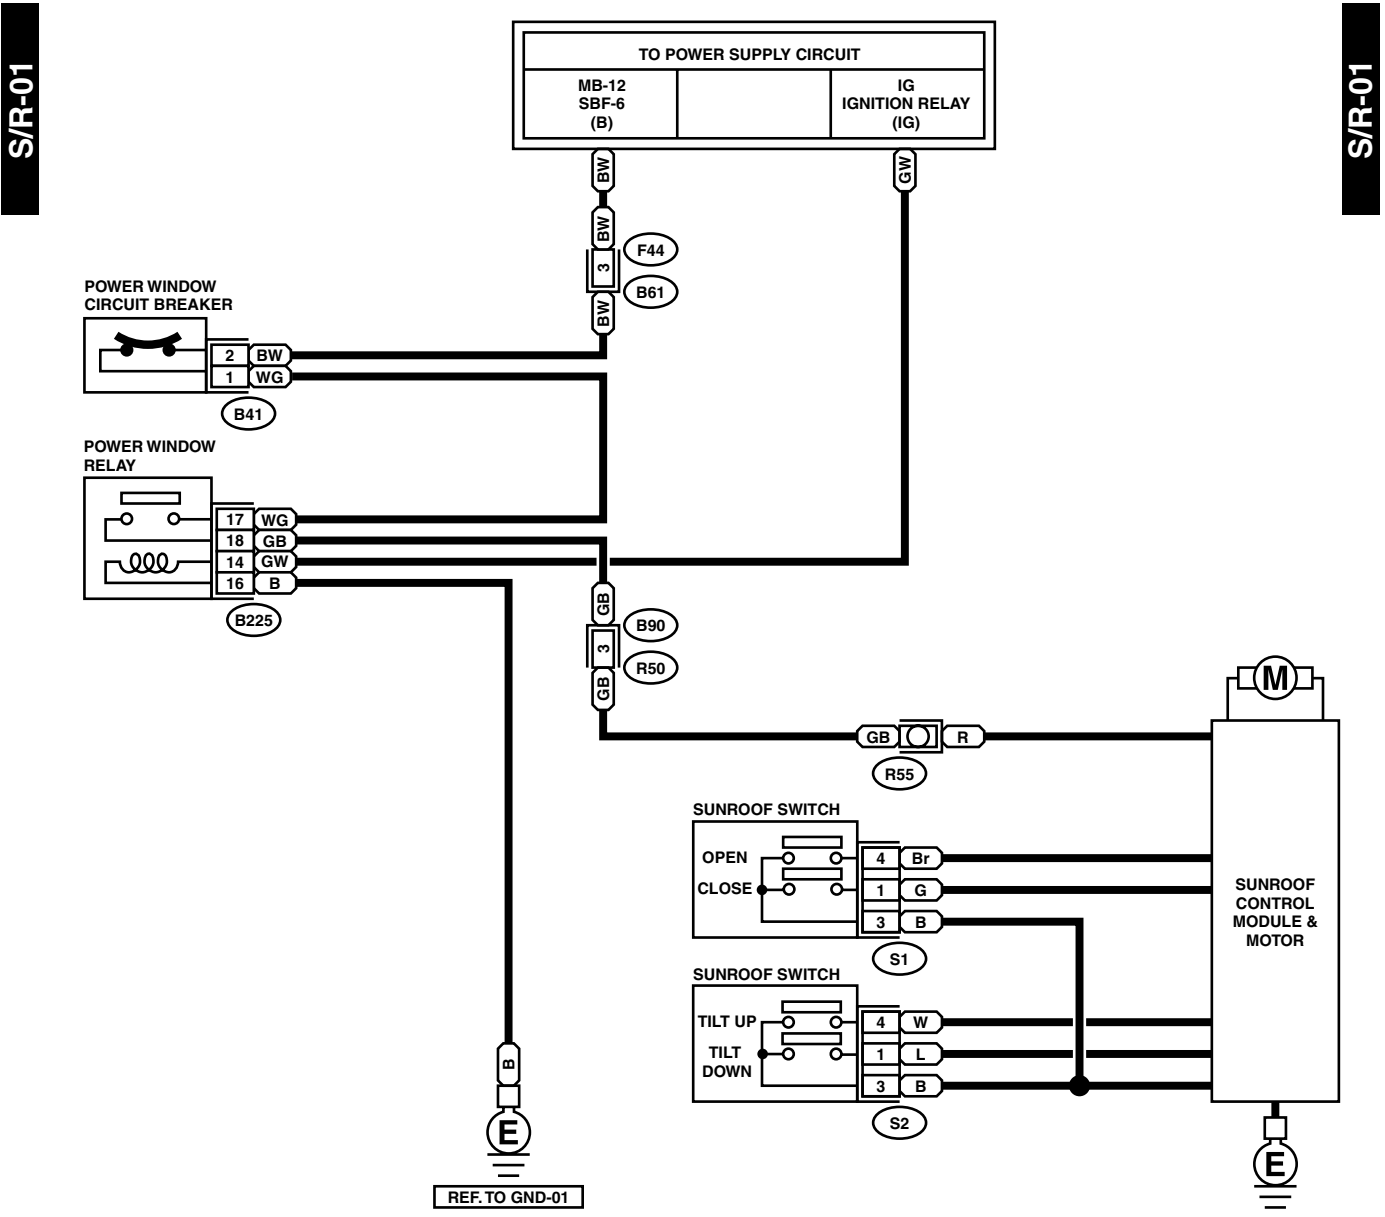 S/R-01
S/R-01
TO POWER SUPPLY CIRCUIT
MB-12
SBF-6
(B)
IG
IGNITION RELAY
(IG)
BW
GW
BW
3
F44
B61
BW
POWER WINDOW
CIRCUIT BREAKER
2 BW
1 WG
B41
POWER WINDOW
RELAY
17 WG
18 GB
14 GW
16 B
B225
GB
3
B90
R50
GB
M
GB R
R55
SUNROOF SWITCH
OPEN 4 Br
CLOSE 1 G
3 B
S1
SUNROOF
CONTROL
MODULE &
MOTOR
SUNROOF SWITCH
TILT UP 4 W
TILT
DOWN
1 L
3 B
S2
B
E
REF. TO GND-01
E